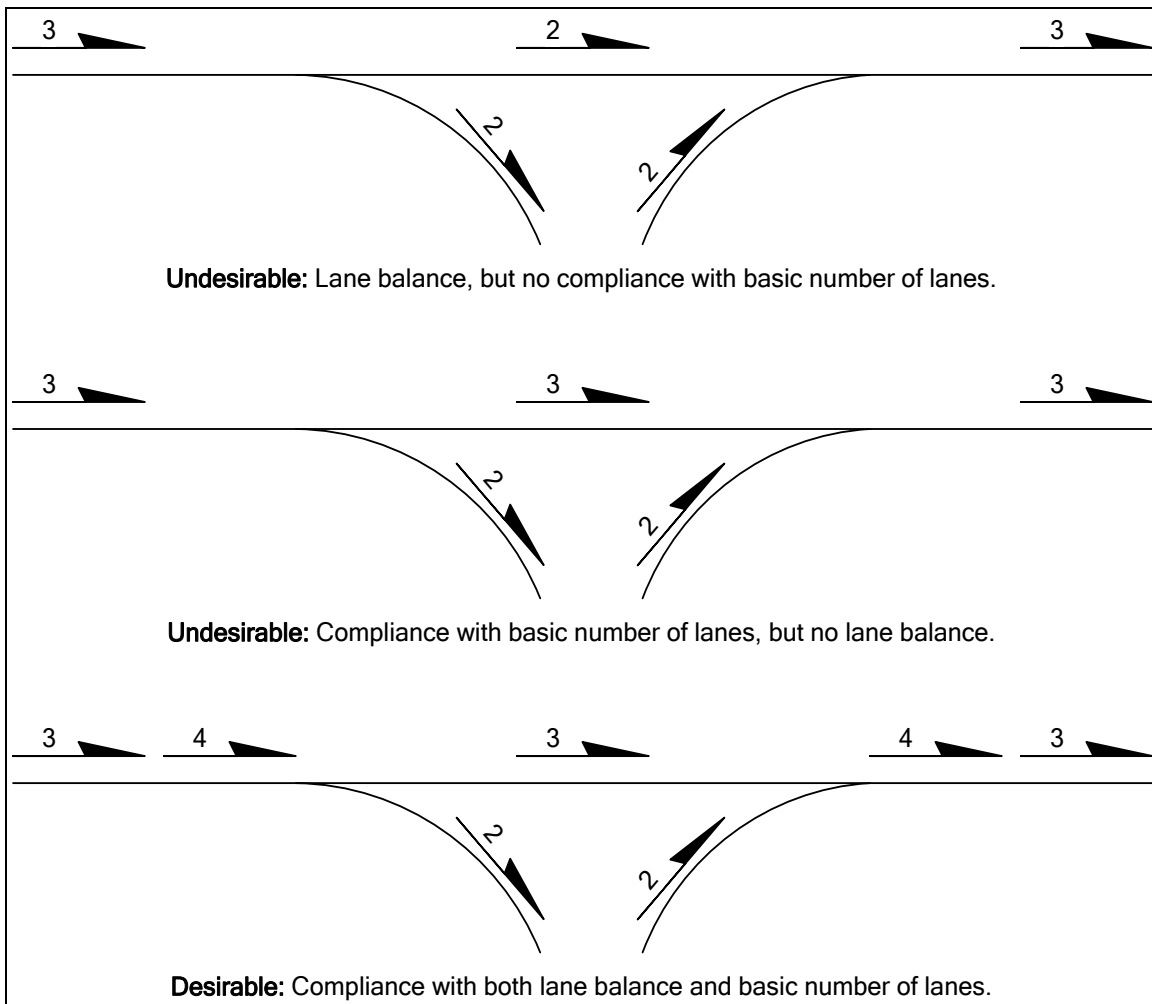 3 2 3
2 2
Undesirable: Lane balance, but no compliance with basic number of lanes.
3 3 3
2 2
Undesirable: Compliance with basic number of lanes, but no lane balance.
3 4 3 4 3
2 2
Desirable: Compliance with both lane balance and basic number of lanes.